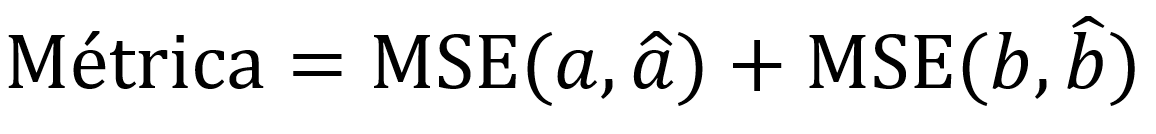 Métrica = MSE(a, â) + MSE(b, b̂)